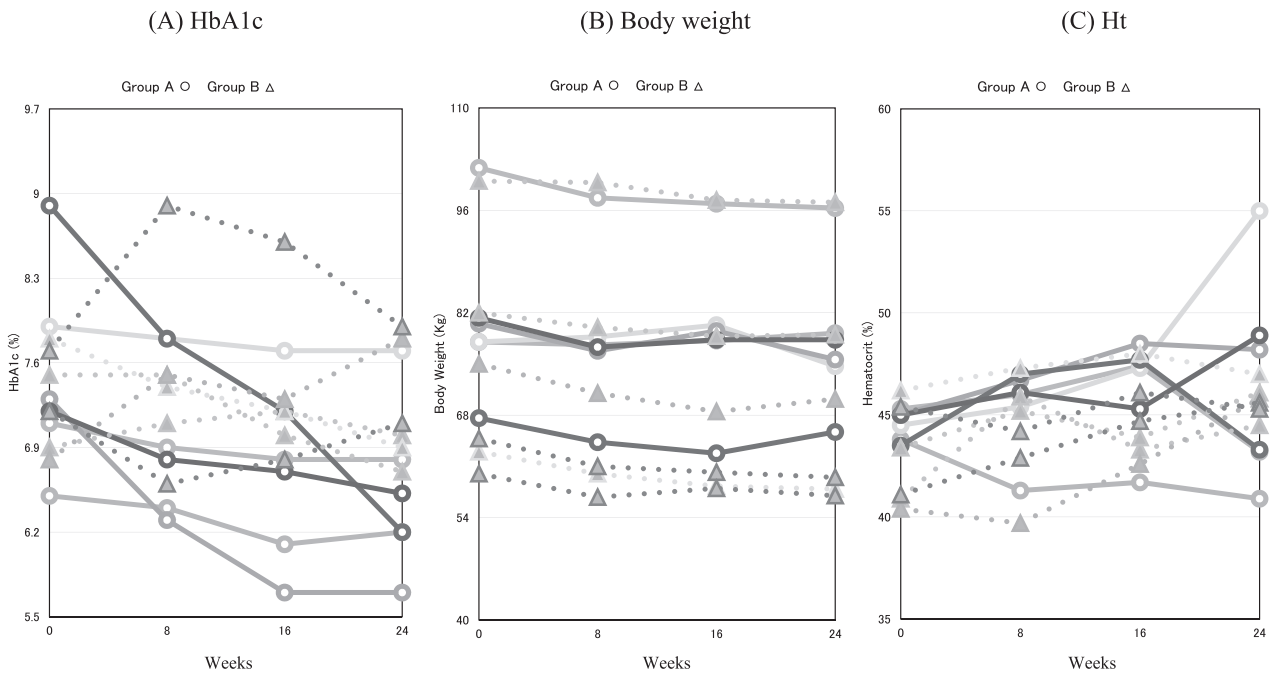 (A) HbA1c
Group A ○ Group B △
9.7
9
8.3
7.6
6.9
6.2
5.5
HbA1c (%)
0 8 16 24
Weeks
(B) Body weight
Group A ○ Group B △
110
96
82
68
54
40
Body Weight (Kg)
0 8 16 24
Weeks
(C) Ht
Group A ○ Group B △
60
55
50
45
40
35
Hematocrit (%)
0 8 16 24
Weeks